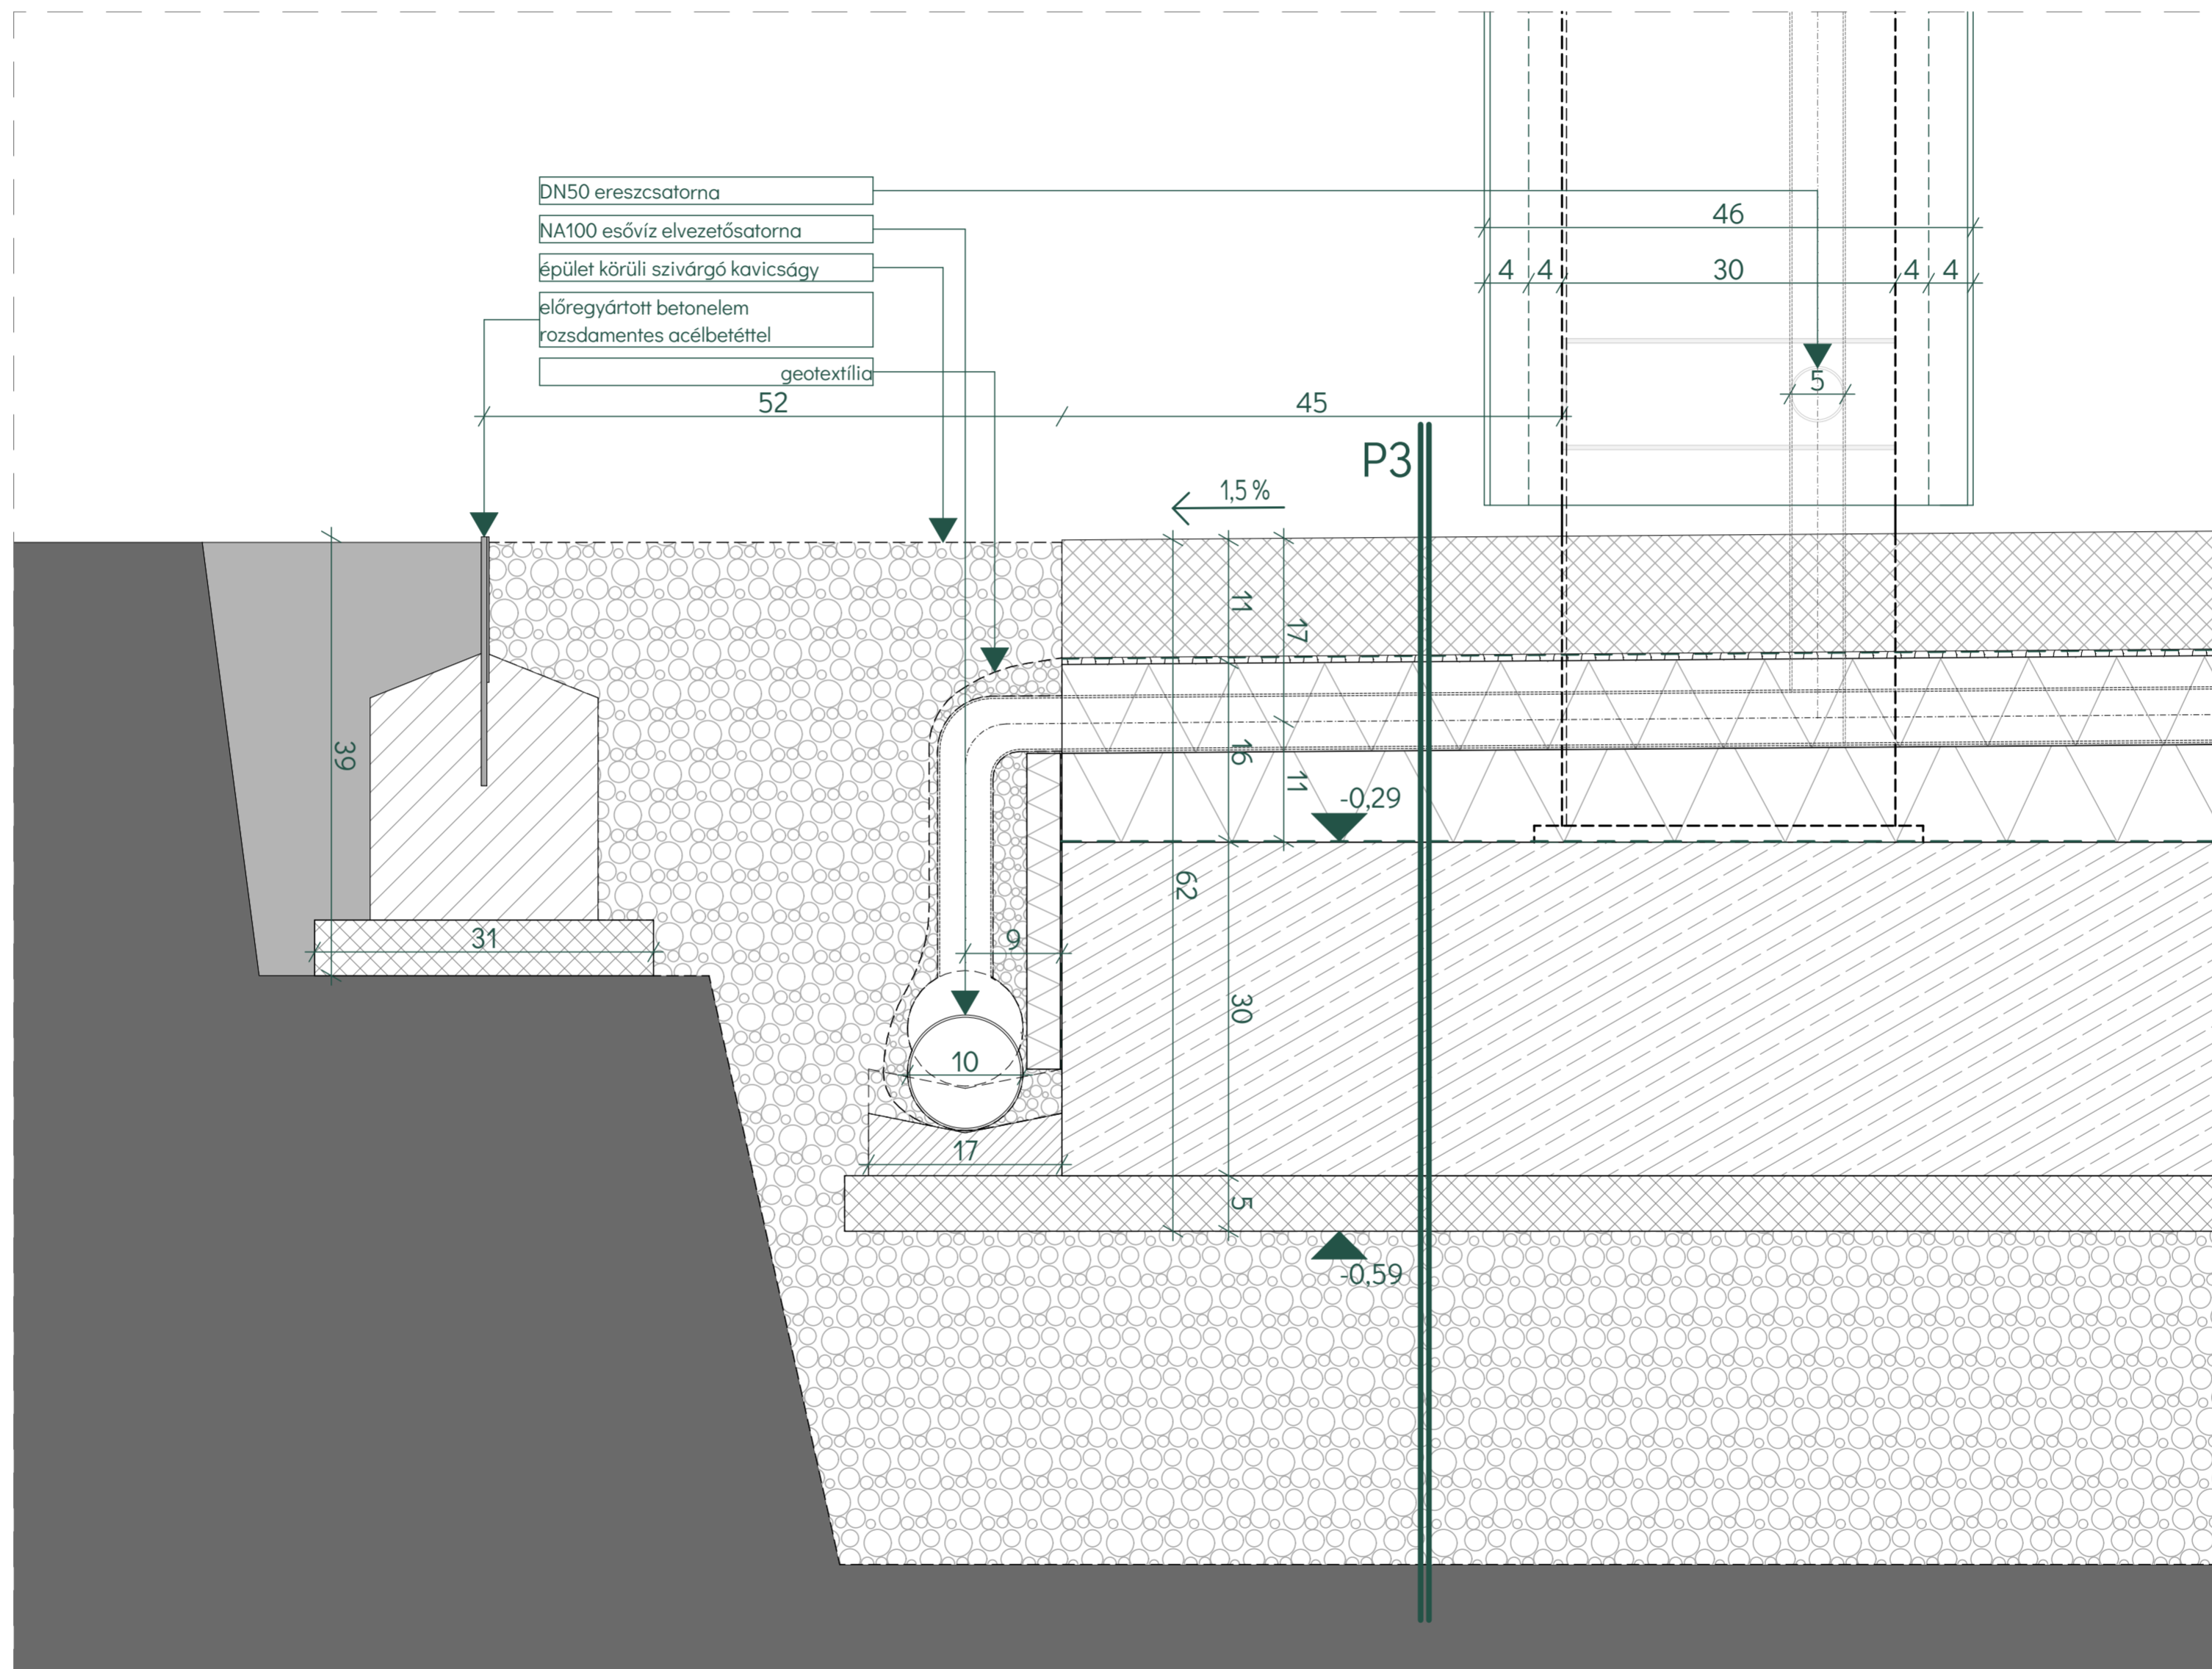 DN50 ereszcsatorna
NA100 esővíz elvezetősatorna
épület körüli szivárgó kavicságy
előregyártott betonelem
rozsdamentes acélbetéttel
geotextília
46
4 4 30 4 4
5
52 45
P3
1,5 %
11
17
39
16
11
-0,29
62
31
9
30
10
17
5
-0,59